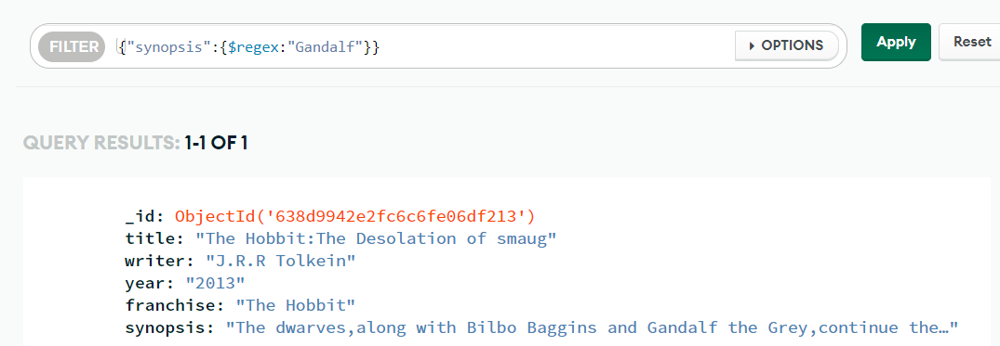 FILTER {"synopsis":{$regex:"Gandalf"}} OPTIONS Apply Reset
QUERY RESULTS: 1-1 OF 1
_id: ObjectId('638d9942e2fc6c6fe06df213')
title: "The Hobbit:The Desolation of smaug"
writer: "J.R.R Tolkein"
year: "2013"
franchise: "The Hobbit"
synopsis: "The dwarves,along with Bilbo Baggins and Gandalf the Grey,continue the…"